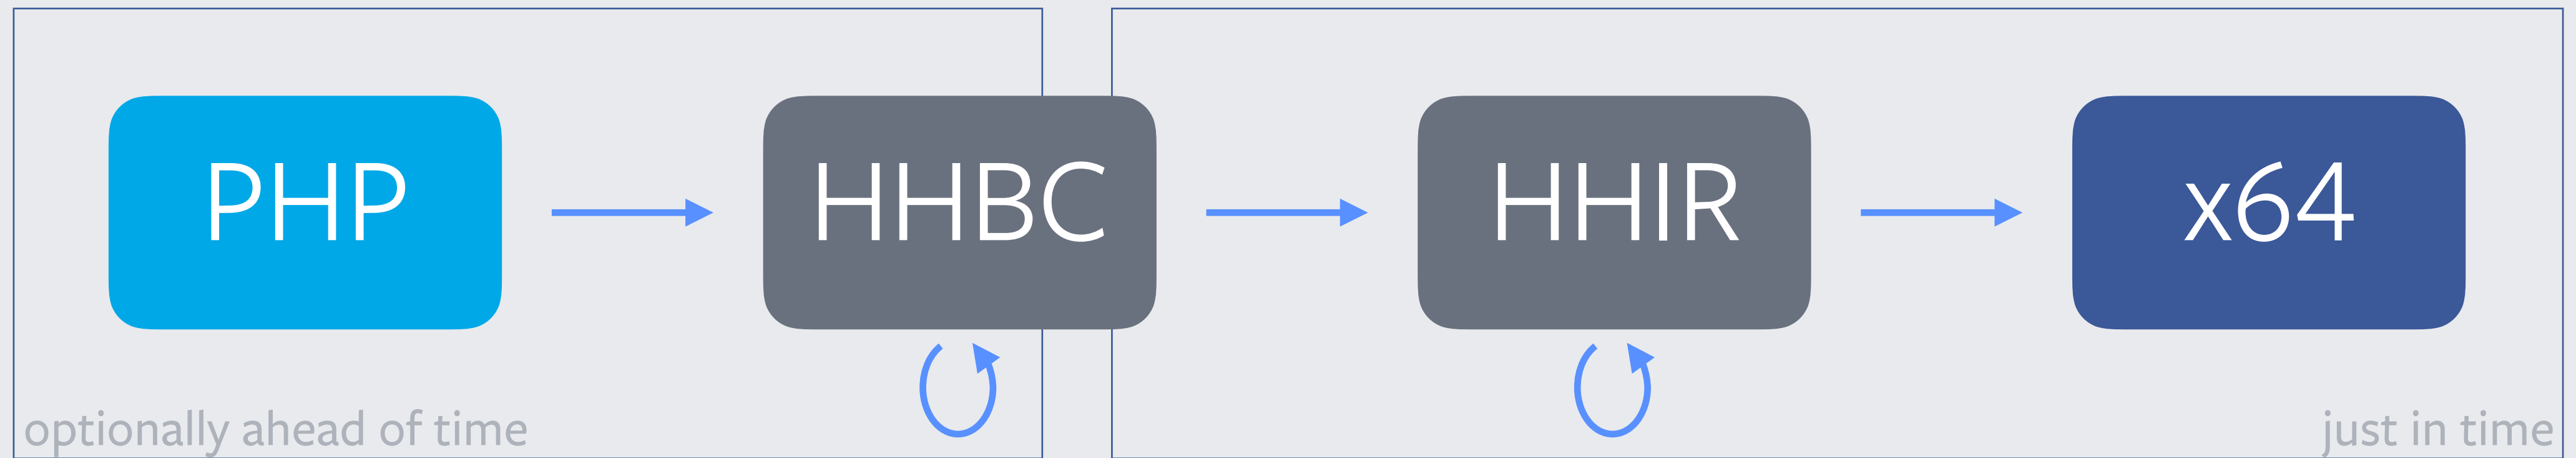 PHP
HHBC
HHIR
x64
optionally ahead of time
just in time